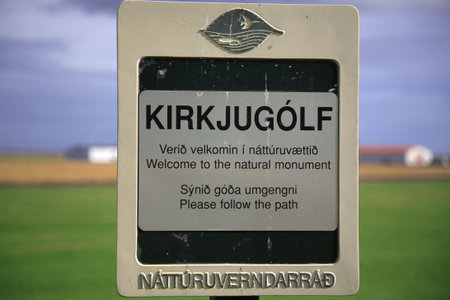 KIRKJUGÓLF
Verið velkomin í náttúruvættið
Welcome to the natural monument
Sýnið góða umgengni
Please follow the path
NÁTTÚRUVERNDARRÁÐ